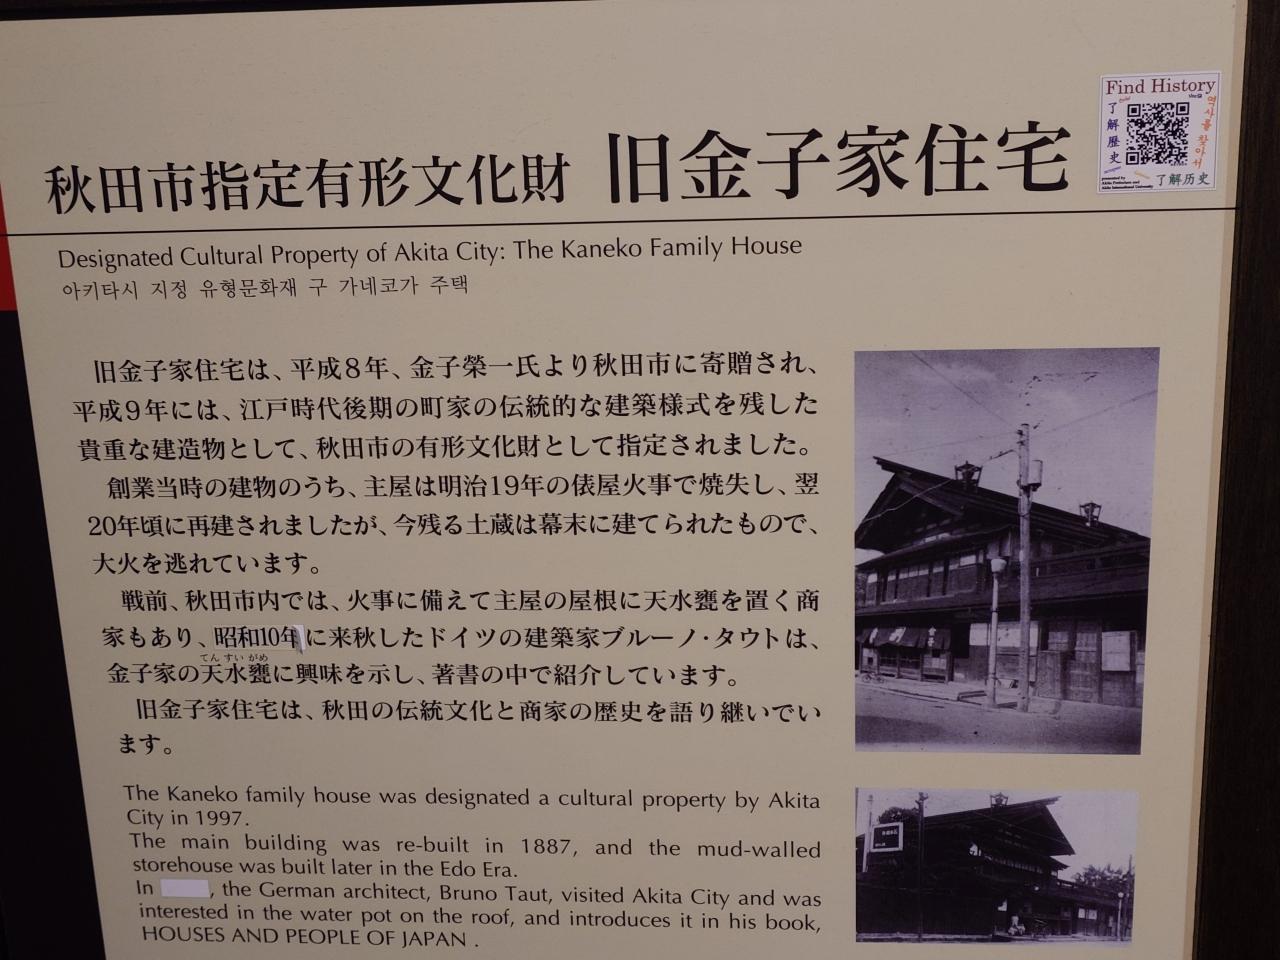 Find History
了解歴史
역사를 찾아서
了解历史
秋田市指定有形文化財 旧金子家住宅
Designated Cultural Property of Akita City: The Kaneko Family House
아키타시 지정 유형문화재 구 가네코가 주택
旧金子家住宅は、平成8年、金子榮一氏より秋田市に寄贈され、
平成9年には、江戸時代後期の町家の伝統的な建築様式を残した
貴重な建造物として、秋田市の有形文化財として指定されました。
創業当時の建物のうち、主屋は明治19年の俵屋火事で焼失し、翌
20年頃に再建されましたが、今残る土蔵は幕末に建てられたもので、
大火を逃れています。
戦前、秋田市内では、火事に備えて主屋の屋根に天水甕を置く商
家もあり、昭和10年に来秋したドイツの建築家ブルーノ・タウトは、
てんすいがめ
金子家の天水甕に興味を示し、著書の中で紹介しています。
旧金子家住宅は、秋田の伝統文化と商家の歴史を語り継いでい
ます。
The Kaneko family house was designated a cultural property by Akita
City in 1997.
The main building was re-built in 1887, and the mud-walled
storehouse was built later in the Edo Era.
In , the German architect, Bruno Taut, visited Akita City and was
interested in the water pot on the roof, and introduces it in his book,
HOUSES AND PEOPLE OF JAPAN .